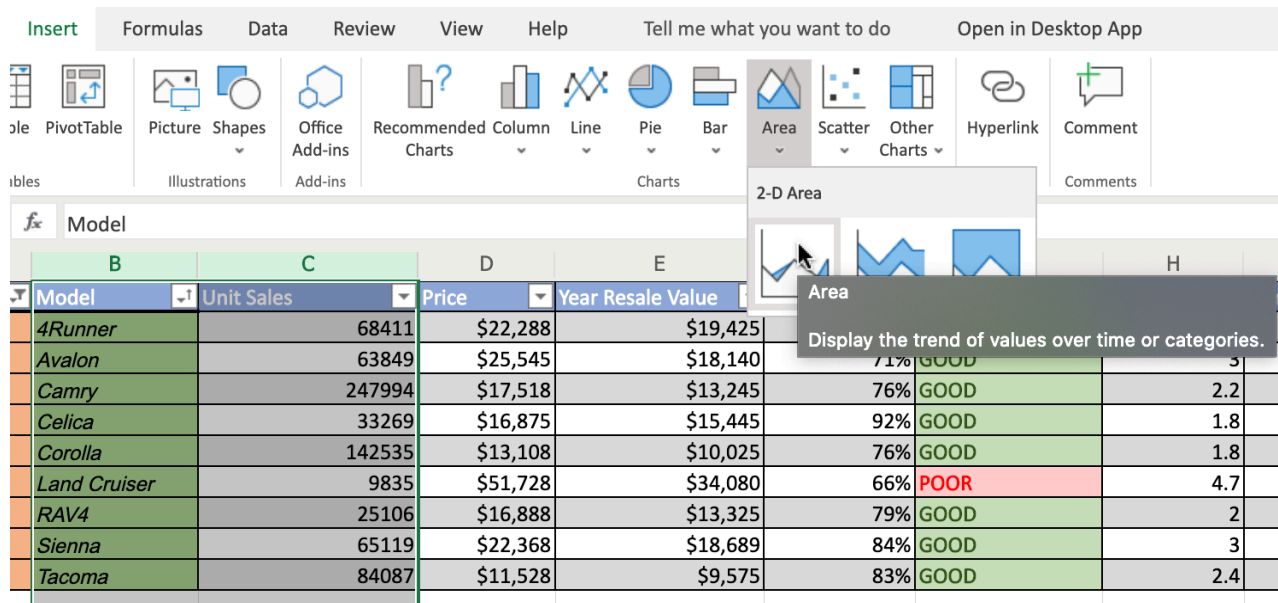 Insert Formulas Data Review View Help Tell me what you want to do Open in Desktop App
ble PivotTable Picture Shapes Office Add-ins Recommended Charts Column Line Pie Bar Area Scatter Other Charts Hyperlink Comment
ables Illustrations Add-ins Charts Comments
2-D Area
fx Model
B C D E H
Model Unit Sales Price Year Resale Value
Area
Display the trend of values over time or categories.
4Runner 68411 $22,288 $19,425
Avalon 63849 $25,545 $18,140 71% GOOD 3
Camry 247994 $17,518 $13,245 76% GOOD 2.2
Celica 33269 $16,875 $15,445 92% GOOD 1.8
Corolla 142535 $13,108 $10,025 76% GOOD 1.8
Land Cruiser 9835 $51,728 $34,080 66% POOR 4.7
RAV4 25106 $16,888 $13,325 79% GOOD 2
Sienna 65119 $22,368 $18,689 84% GOOD 3
Tacoma 84087 $11,528 $9,575 83% GOOD 2.4